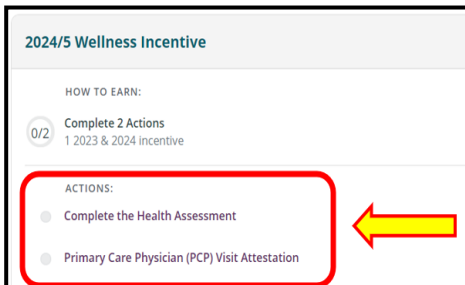 2024/5 Wellness Incentive
HOW TO EARN:
0/2
Complete 2 Actions
1 2023 & 2024 incentive
ACTIONS:
Complete the Health Assessment
Primary Care Physician (PCP) Visit Attestation